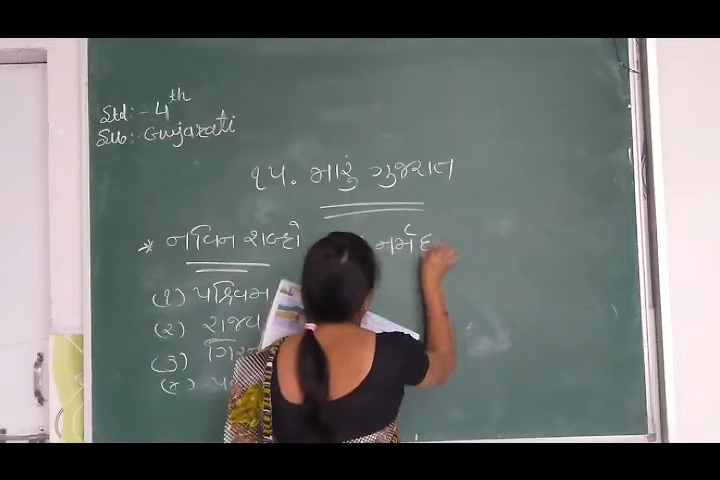 Std:- 4th
Sub:- Gujarati
૧૫. મારું ગુજરાત
* નવિન શબ્દો
નર્મદ
(૧) પશ્ચિમ
(૨) રાજ્ય
(૩)
(૪)